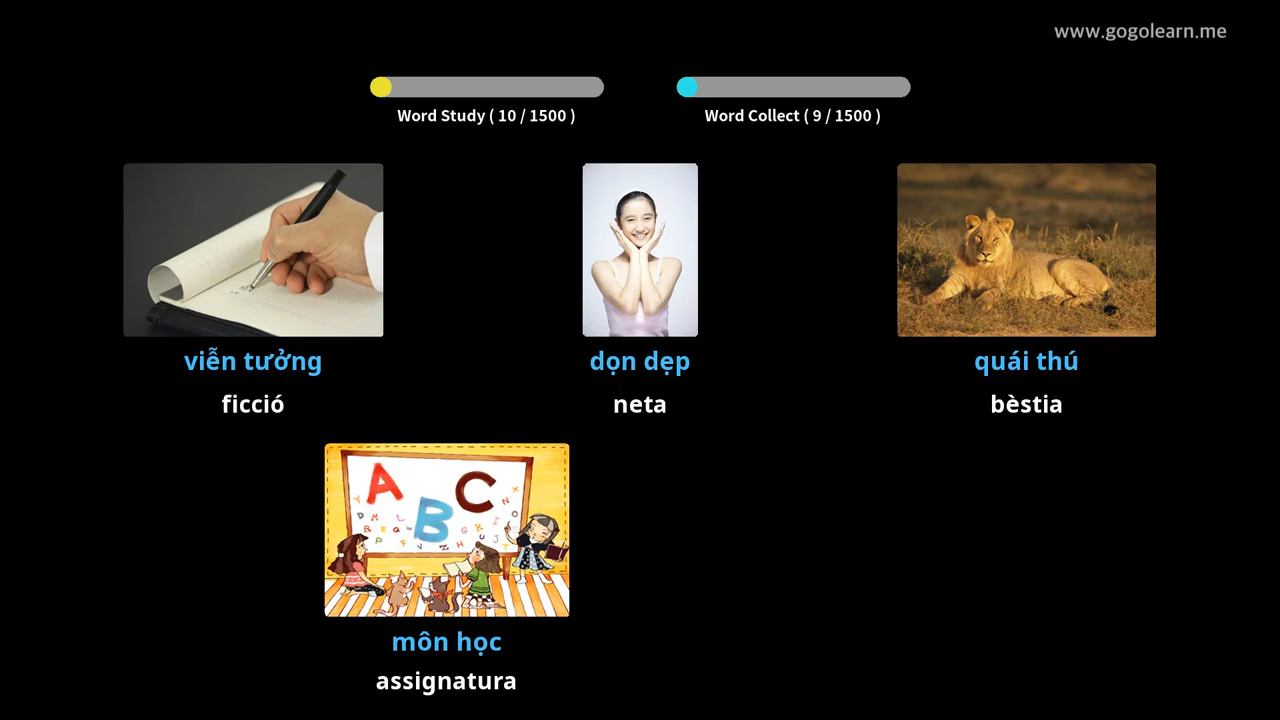 www.gogolearn.me
Word Study ( 10 / 1500 )
Word Collect ( 9 / 1500 )
viễn tưởng
dọn dẹp
quái thú
ficció
neta
bèstia
A B C
môn học
assignatura